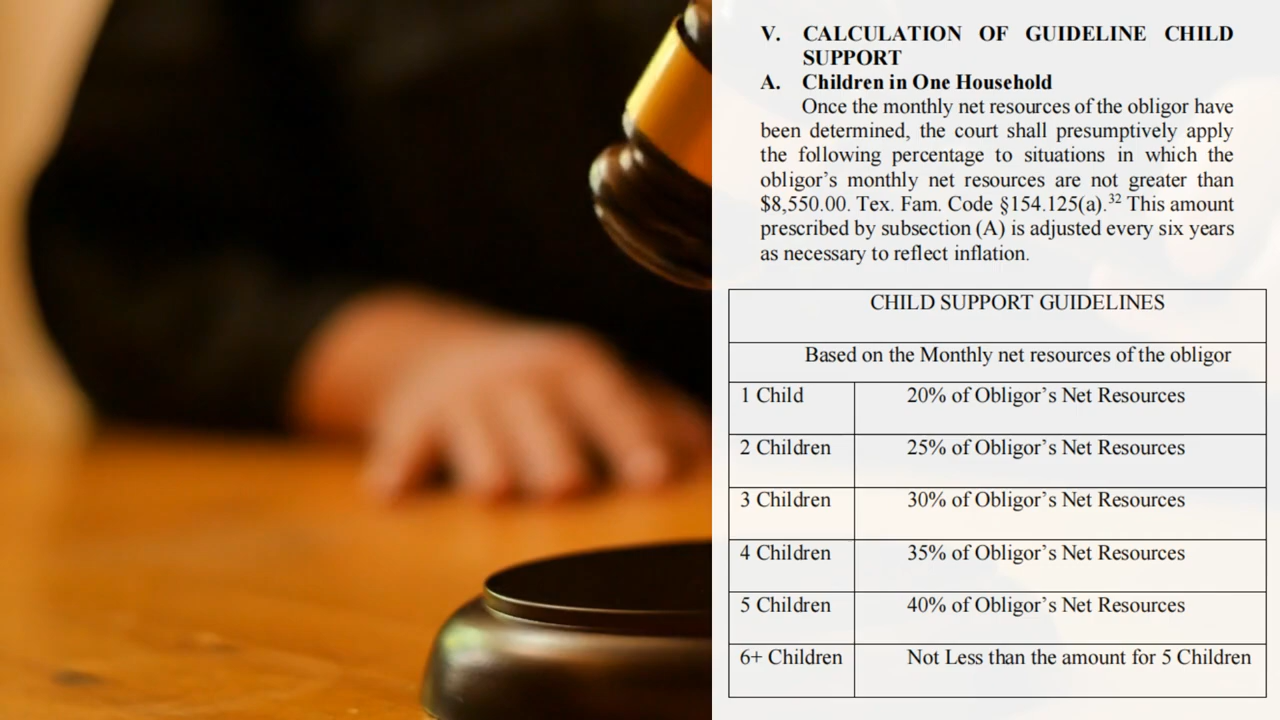 V. CALCULATION OF GUIDELINE CHILD
SUPPORT
A. Children in One Household
Once the monthly net resources of the obligor have
been determined, the court shall presumptively apply
the following percentage to situations in which the
obligor’s monthly net resources are not greater than
$8,550.00. Tex. Fam. Code §154.125(a).³² This amount
prescribed by subsection (A) is adjusted every six years
as necessary to reflect inflation.
CHILD SUPPORT GUIDELINES
Based on the Monthly net resources of the obligor
1 Child 20% of Obligor’s Net Resources
2 Children 25% of Obligor’s Net Resources
3 Children 30% of Obligor’s Net Resources
4 Children 35% of Obligor’s Net Resources
5 Children 40% of Obligor’s Net Resources
6+ Children Not Less than the amount for 5 Children